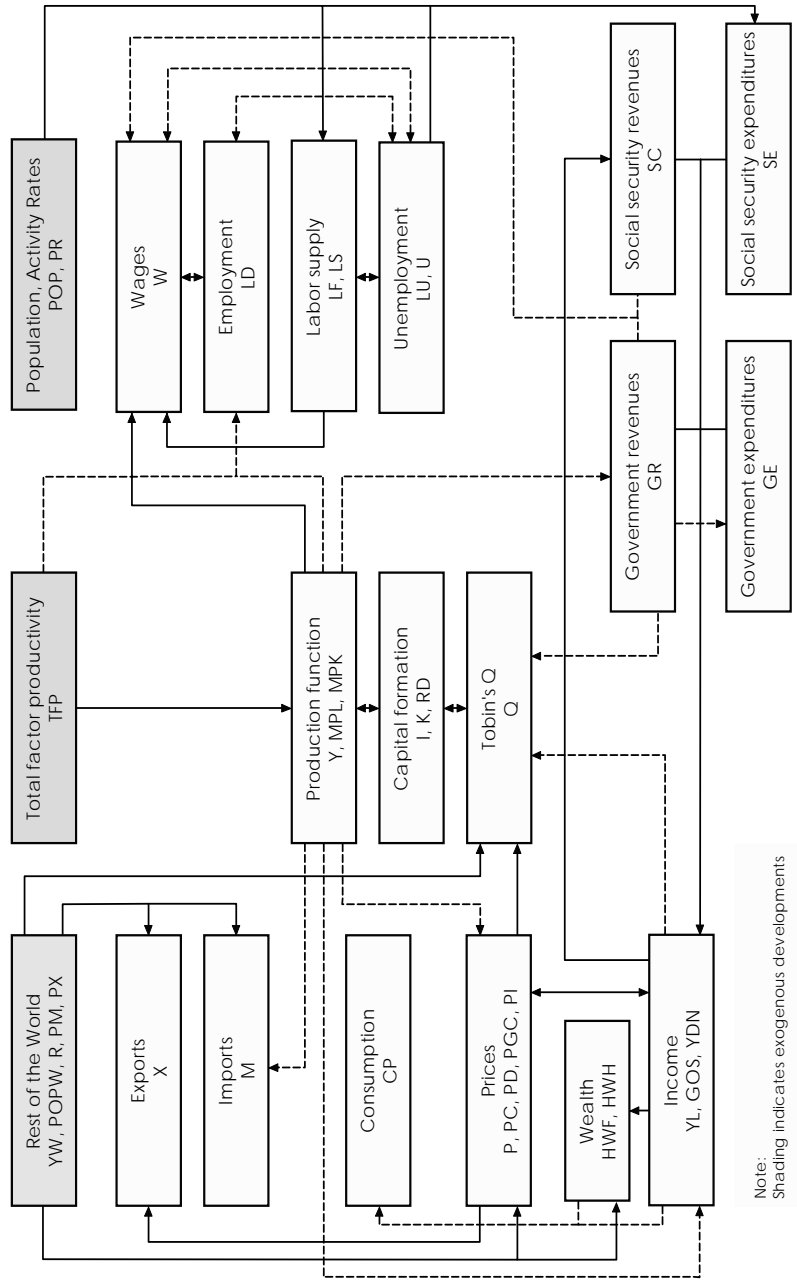 Rest of the World
YW, POPW, R, PM, PX
Exports
X
Imports
M
Consumption
CP
Prices
P, PC, PD, PGC, PI
Wealth
HWF, HWH
Income
YL, GOS, YDN
Total factor productivity
TFP
Production function
Y, MPL, MPK
Capital formation
I, K, RD
Tobin's Q
Q
Population, Activity Rates
POP, PR
Wages
W
Employment
LD
Labor supply
LF, LS
Unemployment
LU, U
Government revenues
GR
Government expenditures
GE
Social security revenues
SC
Social security expenditures
SE
Note:
Shading indicates exogenous developments